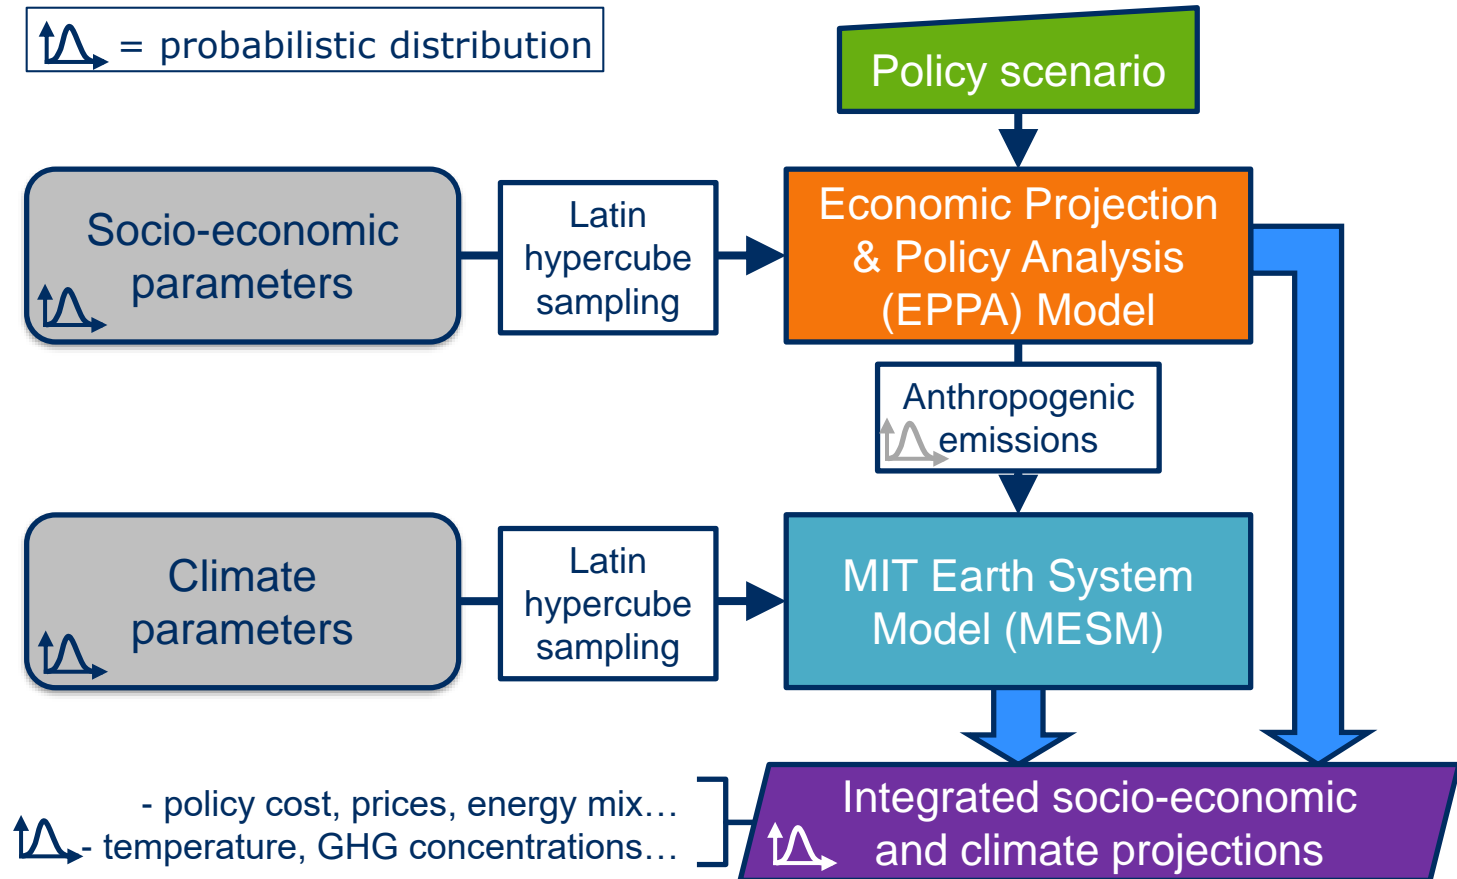 = probabilistic distribution
Policy scenario
Socio-economic
parameters
Latin
hypercube
sampling
Economic Projection
& Policy Analysis
(EPPA) Model
Anthropogenic
emissions
Climate
parameters
Latin
hypercube
sampling
MIT Earth System
Model (MESM)
- policy cost, prices, energy mix…
- temperature, GHG concentrations…
Integrated socio-economic
and climate projections